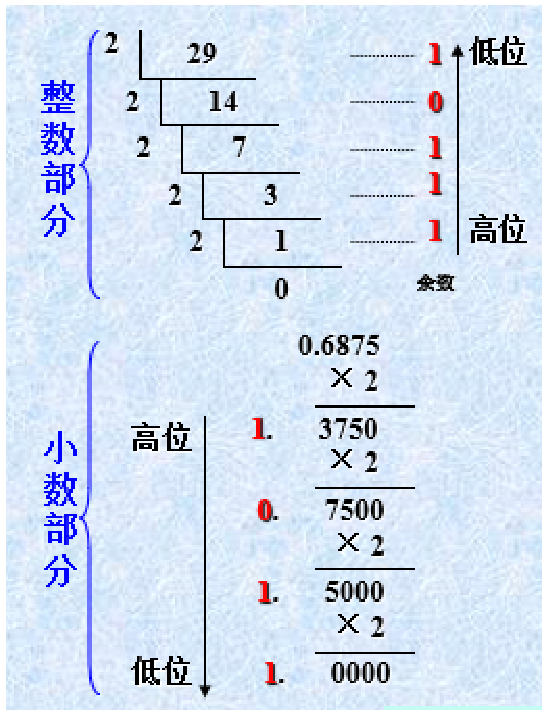 整数部分
2 29 1 低位
2 14 0
2 7 1
2 3 1
2 1 1 高位
0 余数
小数部分
0.6875
× 2
高位 1. 3750
× 2
0. 7500
× 2
1. 5000
× 2
低位 1. 0000